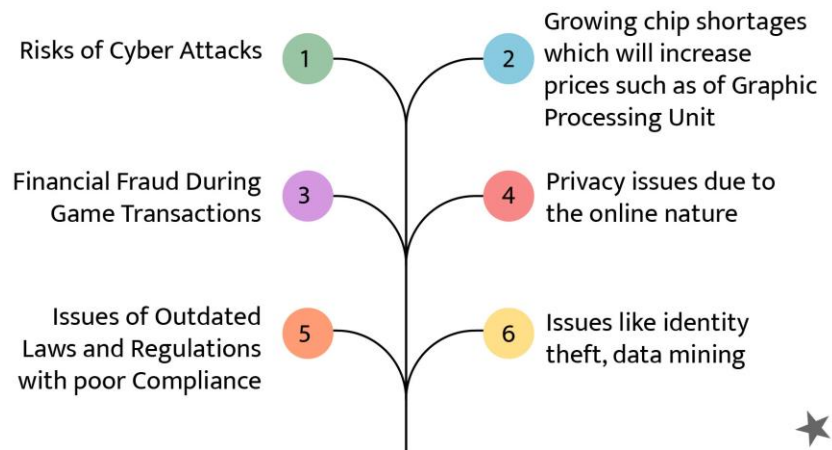 Risks of Cyber Attacks
1
2
Growing chip shortages
which will increase
prices such as of Graphic
Processing Unit
Financial Fraud During
Game Transactions
3
4
Privacy issues due to
the online nature
Issues of Outdated
Laws and Regulations
with poor Compliance
5
6
Issues like identity
theft, data mining